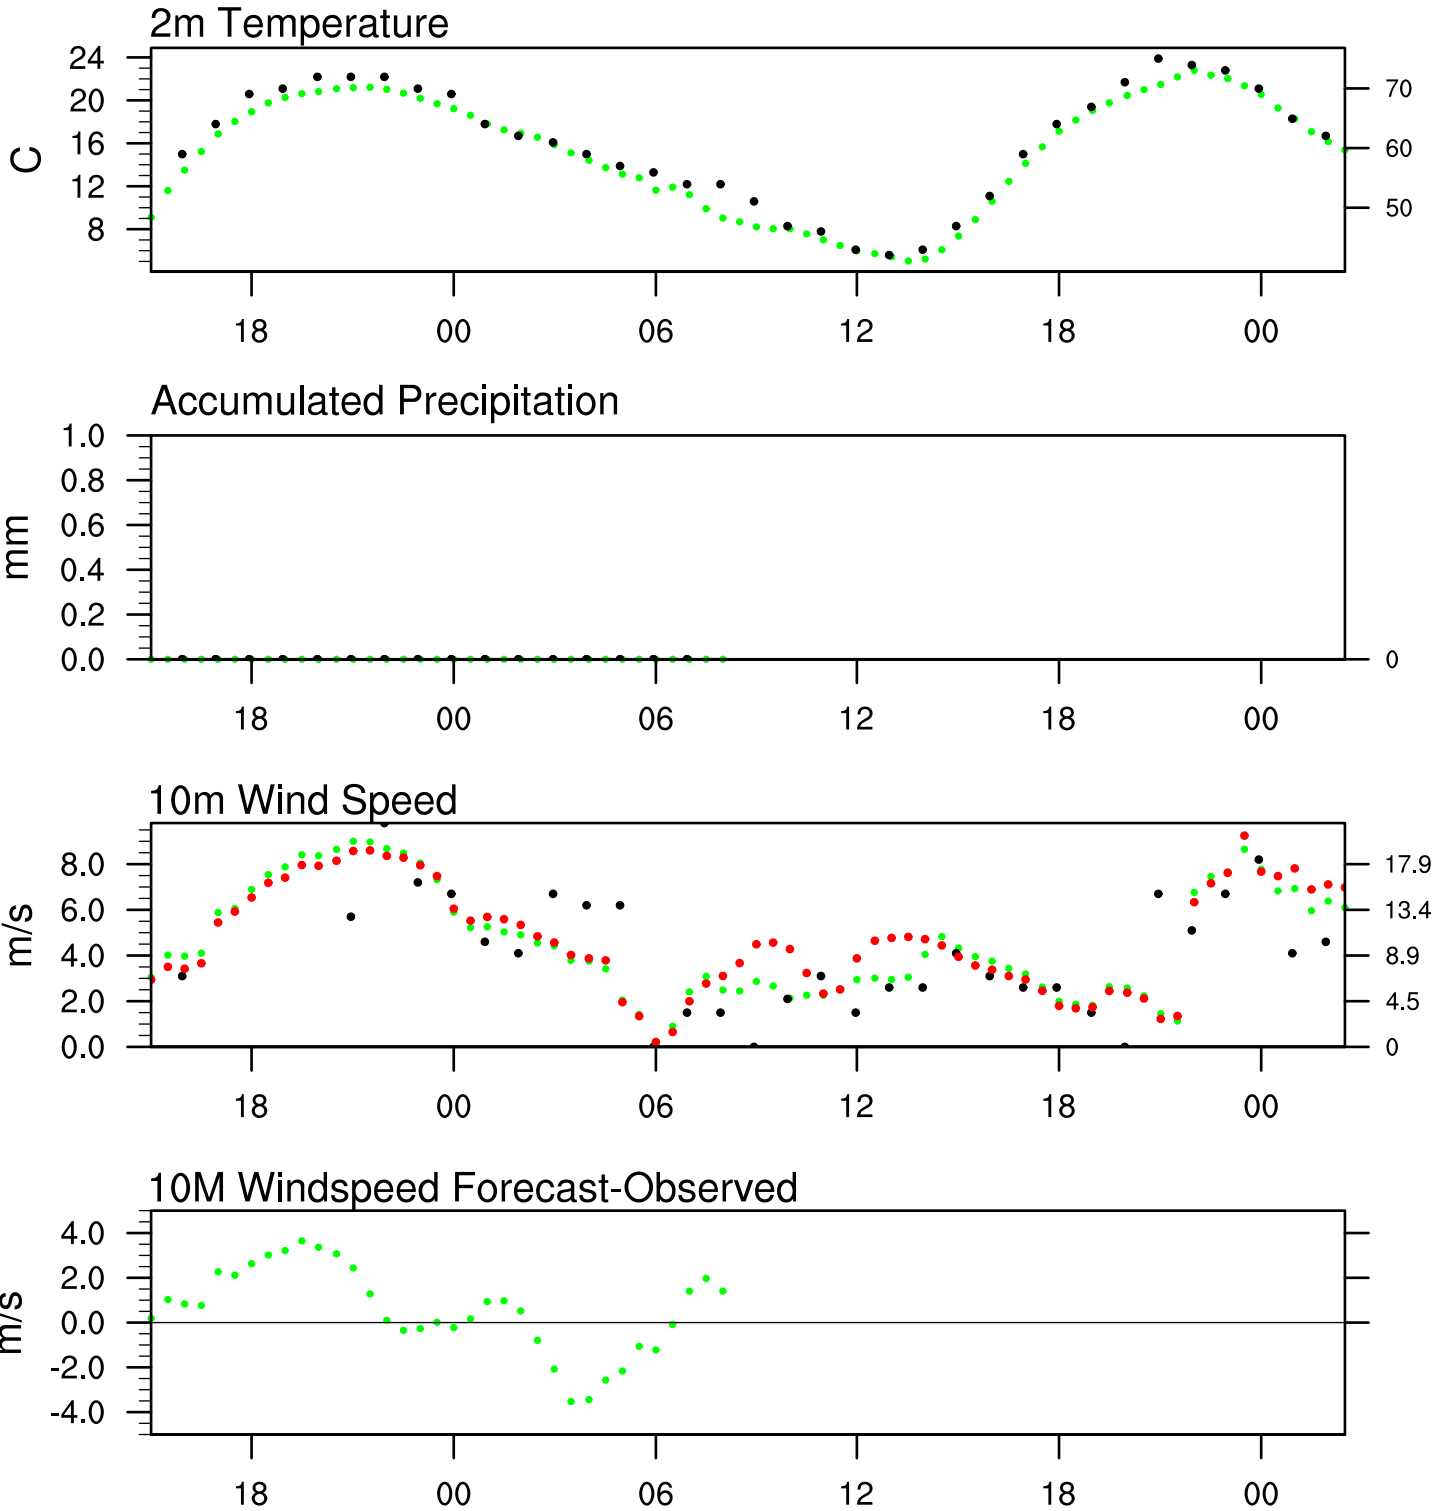 2m Temperature
24
20
16
12
8
C
70
60
50
18 00 06 12 18 00
Accumulated Precipitation
1.0
0.8
0.6
0.4
0.2
0.0
mm
0
18 00 06 12 18 00
10m Wind Speed
8.0
6.0
4.0
2.0
0.0
m/s
17.9
13.4
8.9
4.5
0
18 00 06 12 18 00
10M Windspeed Forecast-Observed
4.0
2.0
0.0
-2.0
-4.0
m/s
18 00 06 12 18 00